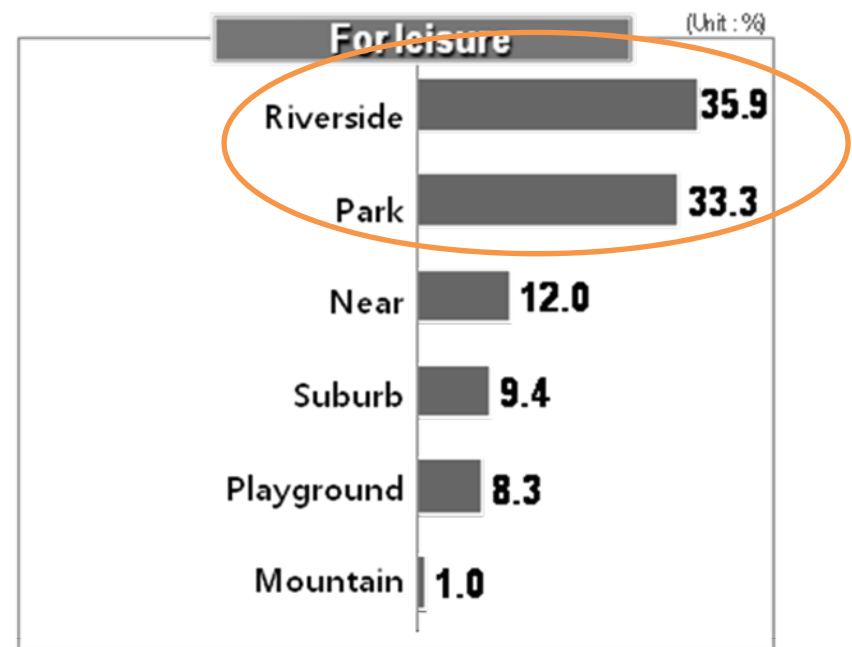 (Unit : %)
For leisure
Riverside 35.9
Park 33.3
Near 12.0
Suburb 9.4
Playground 8.3
Mountain 1.0